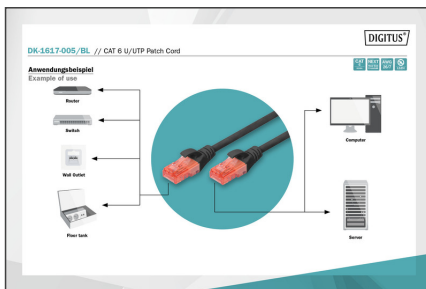 DIGITUS®
DK-1617-005/BL // CAT 6 U/UTP Patch Cord
Anwendungsbeispiel
Example of use
Router
Switch
Wall Outlet
Floor tank
Computer
Server